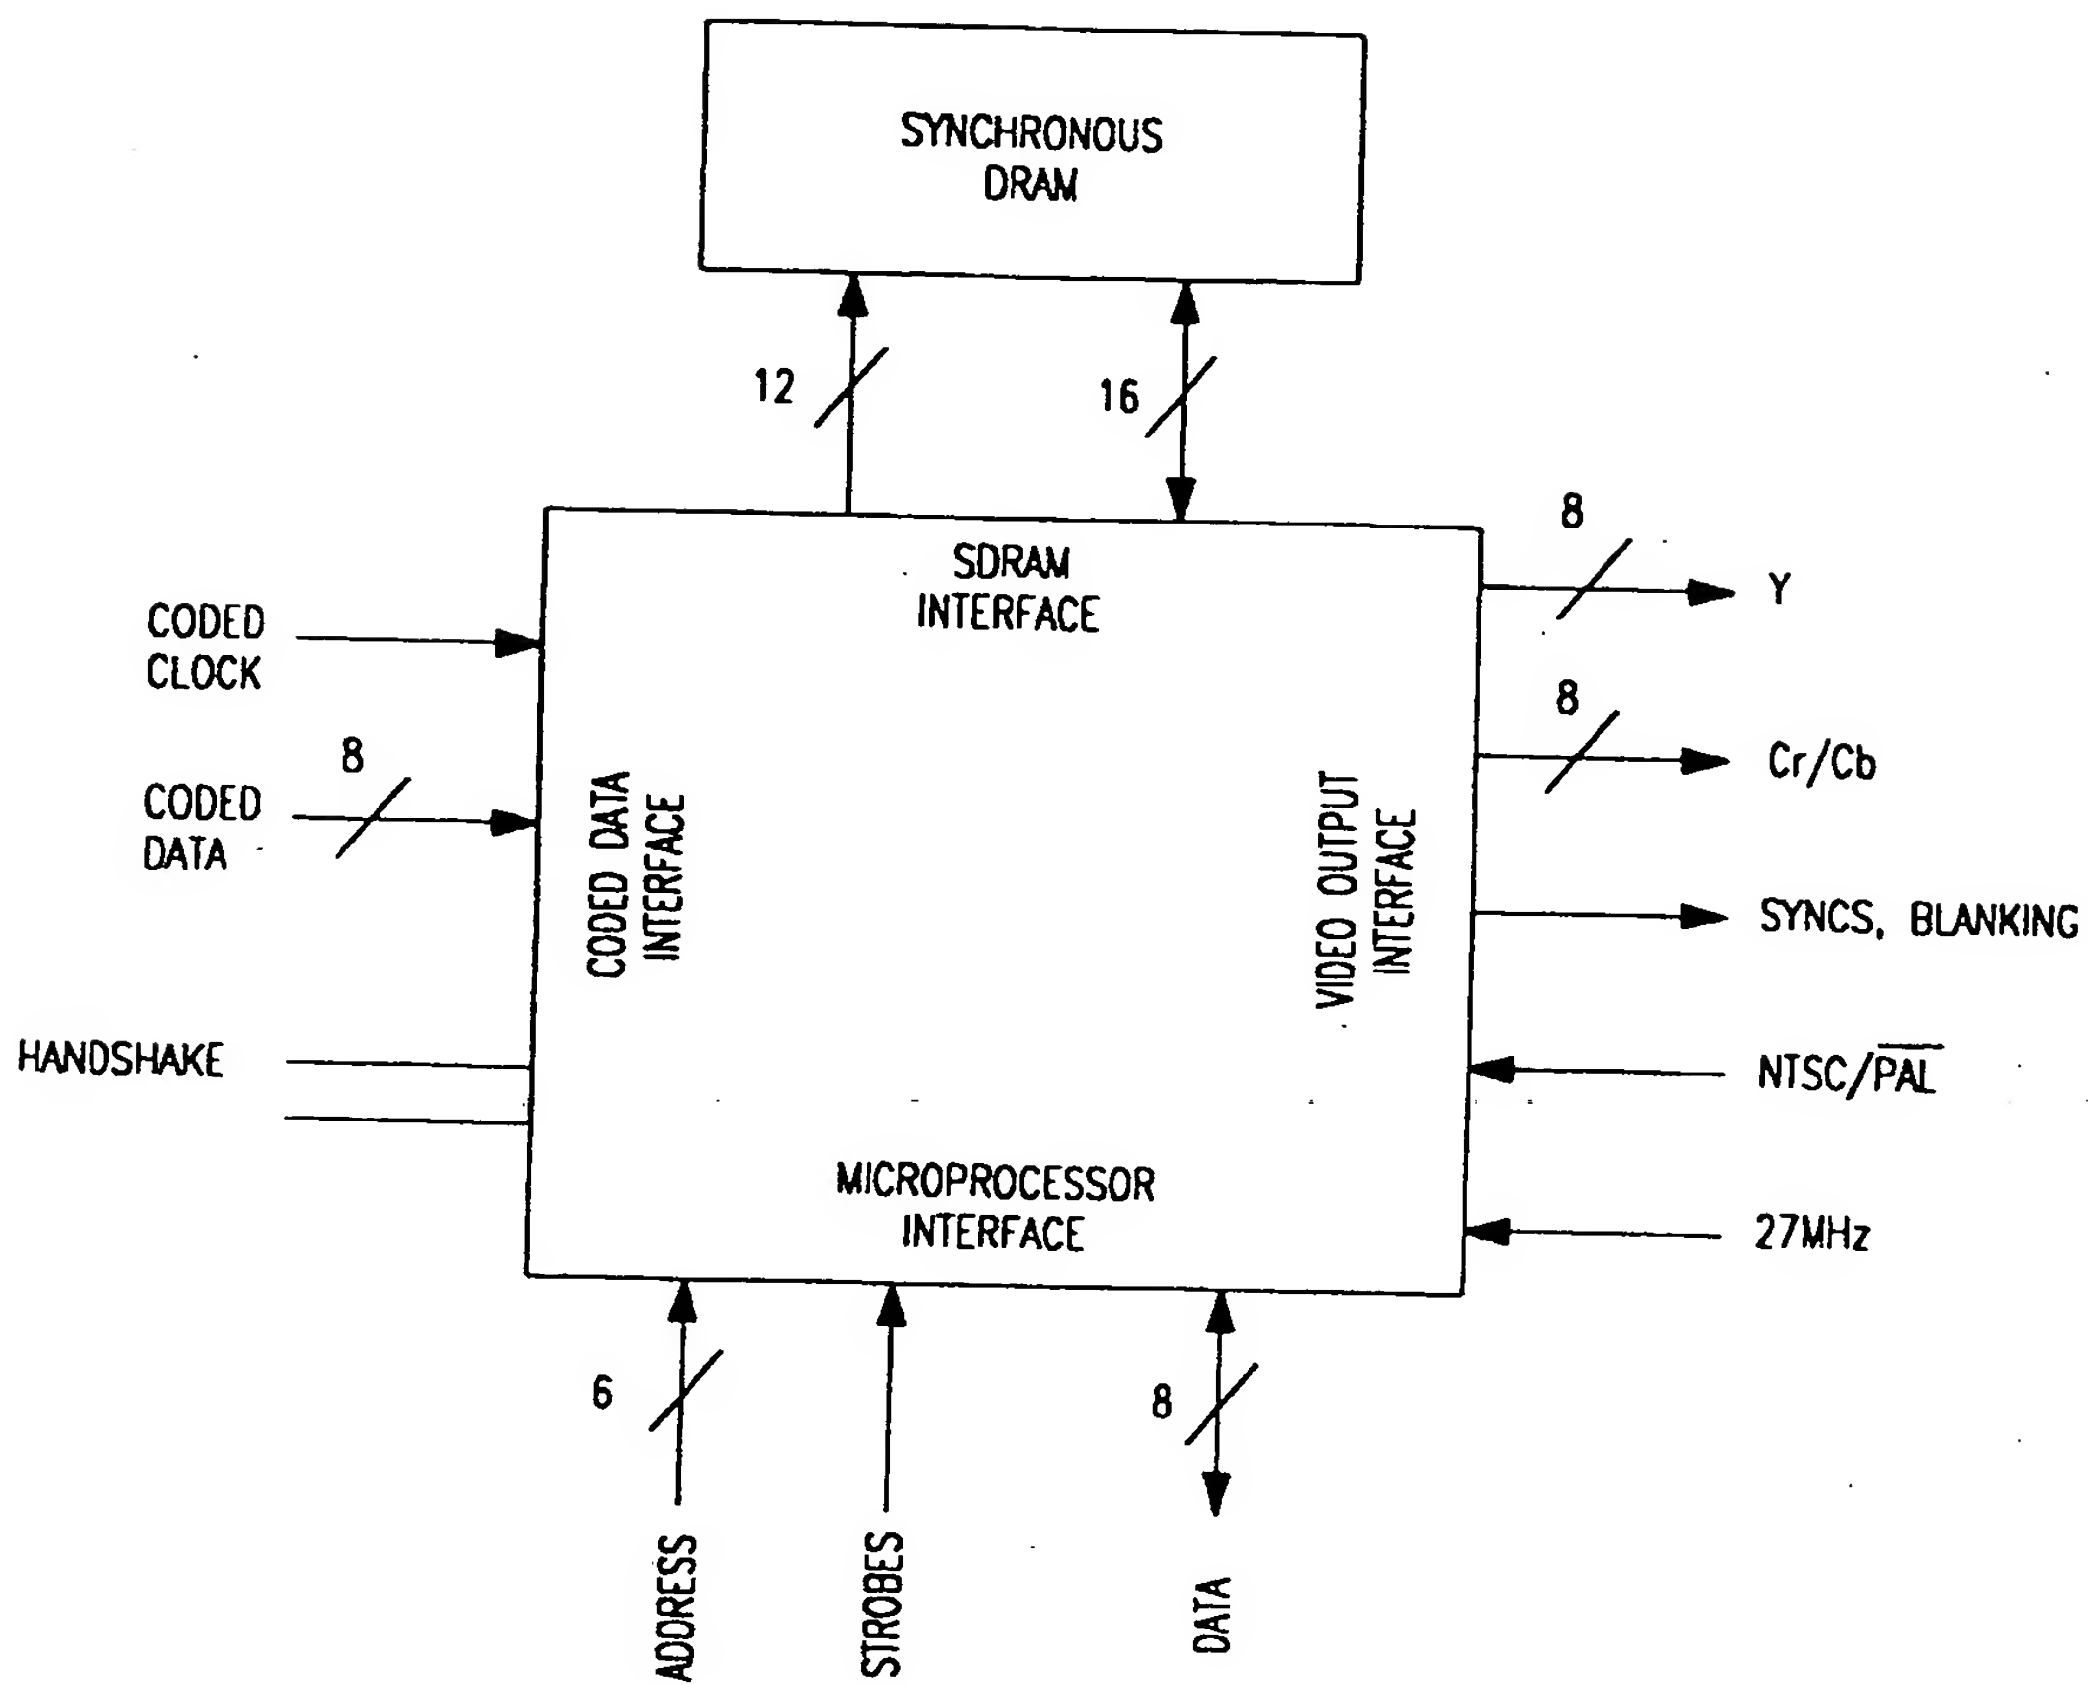 SYNCHRONOUS
DRAM
12
16
SDRAM
INTERFACE
8
Y
CODED
CLOCK
8
Cr/Cb
8
CODED
DATA
CODED DATA
INTERFACE
VIDEO OUTPUT
INTERFACE
SYNCS, BLANKING
HANDSHAKE
NTSC/P̅A̅L̅
MICROPROCESSOR
INTERFACE
27MHz
6
8
ADDRESS
STROBES
DATA